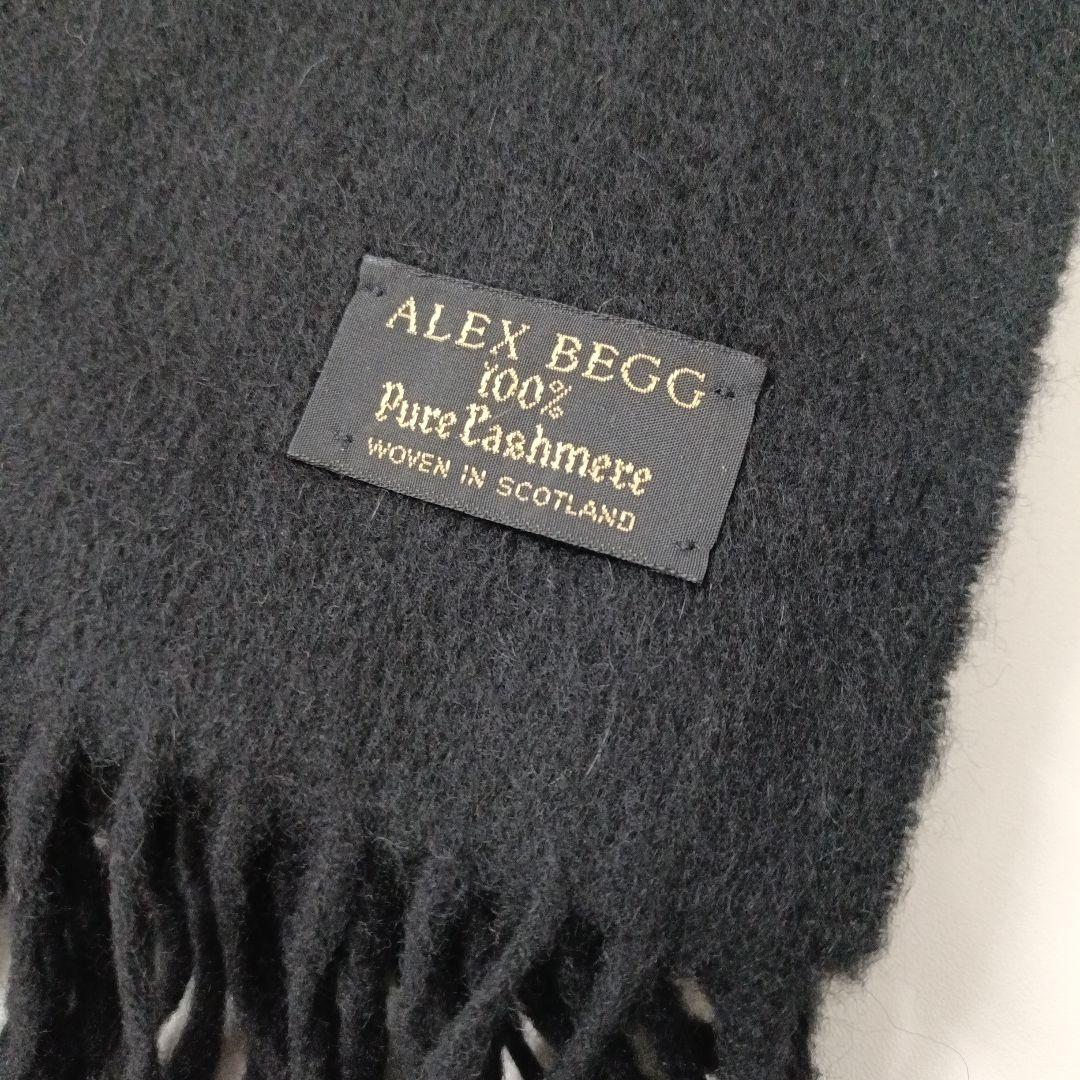 ALEX BEGG
100%
Pure Cashmere
WOVEN IN SCOTLAND